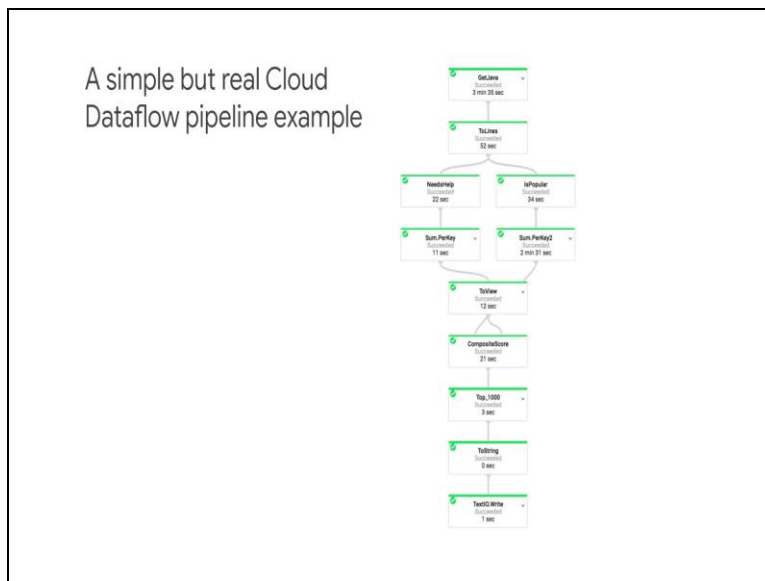 A simple but real Cloud
Dataflow pipeline example
GetJava
Succeeded
3 min 35 sec
ToLines
Succeeded
52 sec
NeedsHelp
Succeeded
22 sec
IsPopular
Succeeded
34 sec
Sum.PerKey
Succeeded
11 sec
Sum.PerKey2
Succeeded
2 min 31 sec
ToView
Succeeded
12 sec
CompositeScore
Succeeded
21 sec
Top_1000
Succeeded
3 sec
ToString
Succeeded
0 sec
TextIO.Write
Succeeded
1 sec